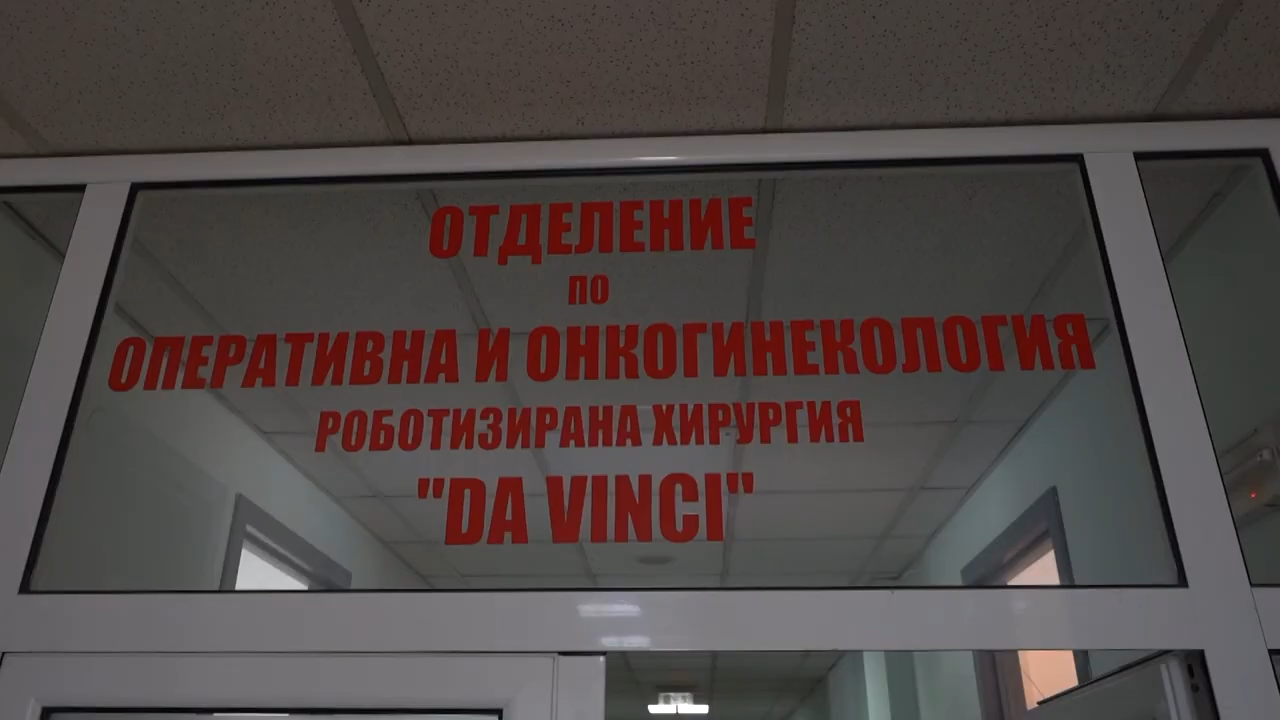 ОТДЕЛЕНИЕ
ПО
ОПЕРАТИВНА И ОНКОГИНЕКОЛОГИЯ
РОБОТИЗИРАНА ХИРУРГИЯ
"DA VINCI"